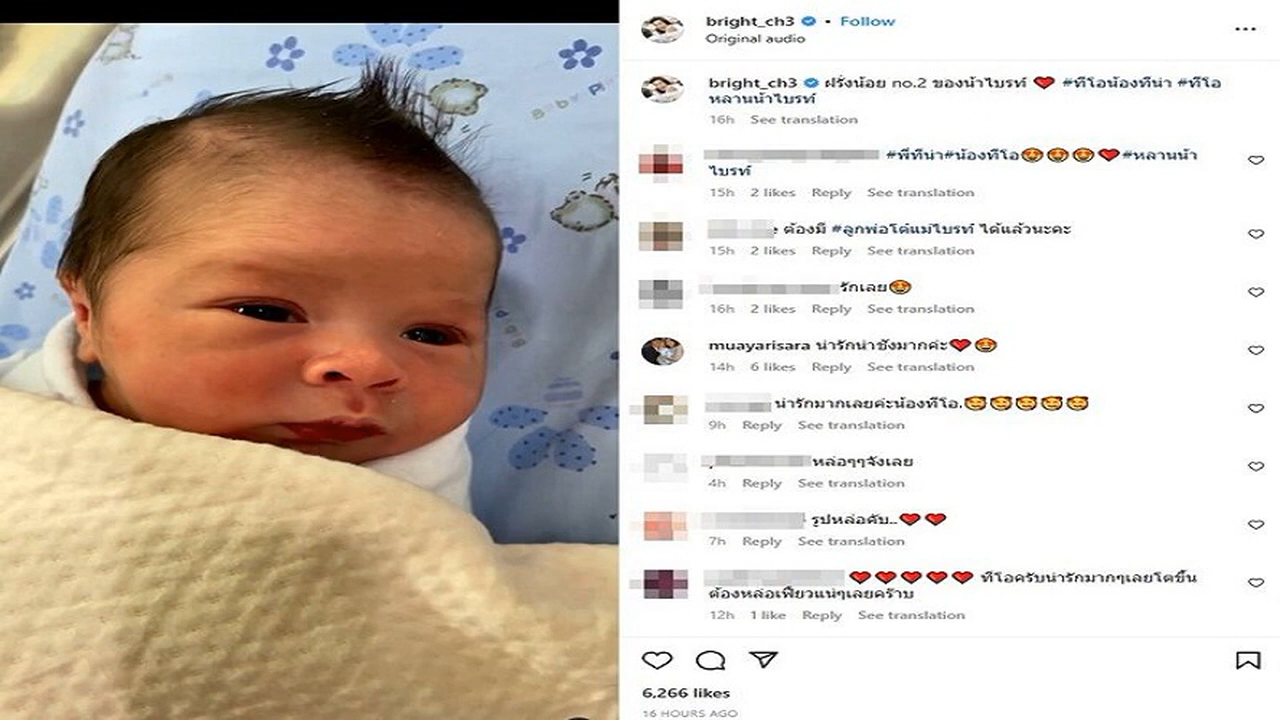 bright_ch3 • Follow
Original audio
bright_ch3 ฝรั่งน้อย no.2 ของน้าไบรท์ ❤️ #ทีโอน้องทีน่า #ทีโอ
หลานน้าไบรท์
16h See translation
#พี่ทีน่า#น้องทีโอ🤩🤩🤩❤️#หลานน้า
ไบรท์
15h 2 likes Reply See translation
ต้องมี #ลูกพ่อโต๋แม่ไบรท์ ได้แล้วนะคะ
15h 2 likes Reply See translation
รักเลย🤩
16h 2 likes Reply See translation
muayarisara น่ารักน่าชังมากค่ะ❤️🤩
14h 6 likes Reply See translation
น่ารักมากเลยค่ะน้องทีโอ.🥰🥰🥰🥰🥰
9h Reply See translation
หล่อๆๆจังเลย
4h Reply See translation
รูปหล่อคับ..❤️❤️
7h Reply See translation
❤️❤️❤️❤️❤️ ทีโอครับน่ารักมากๆเลยโตขึ้น
ต้องหล่อเฟี้ยวแน่ๆเลยคร้าบ
12h 1 like Reply See translation
6,266 likes
16 HOURS AGO